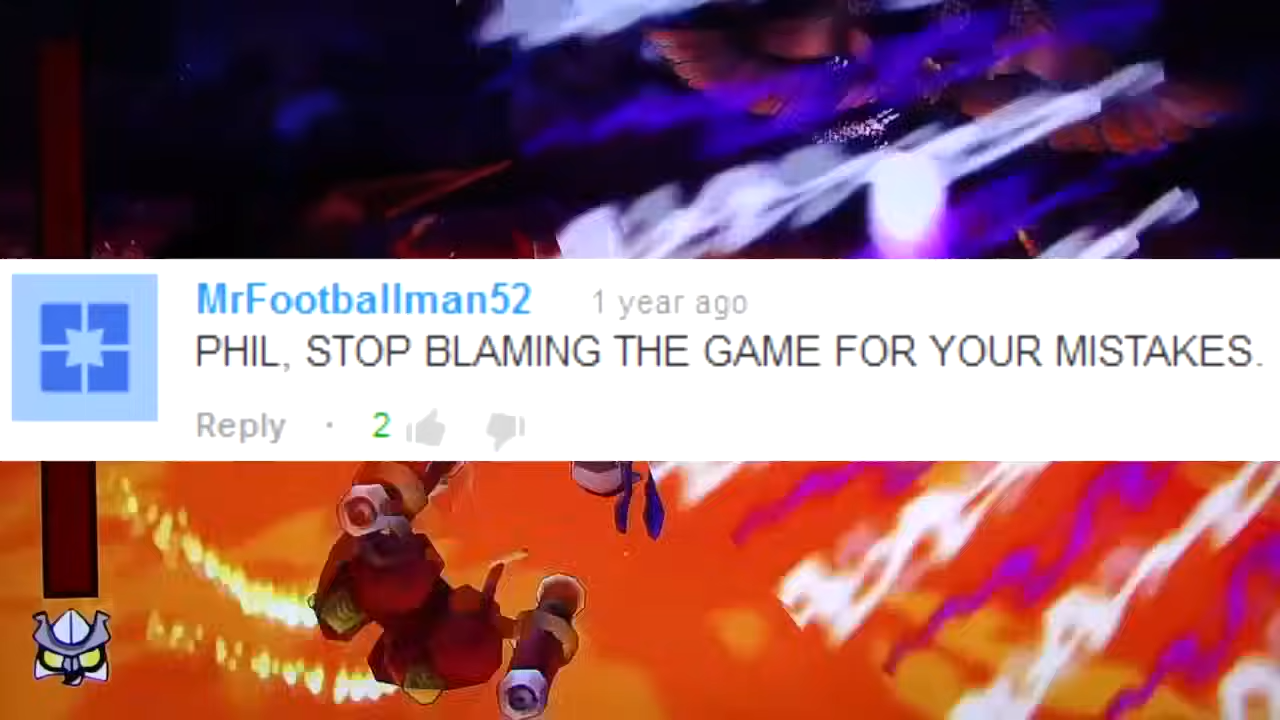 MrFootballman52 1 year ago
PHIL, STOP BLAMING THE GAME FOR YOUR MISTAKES.
Reply · 2